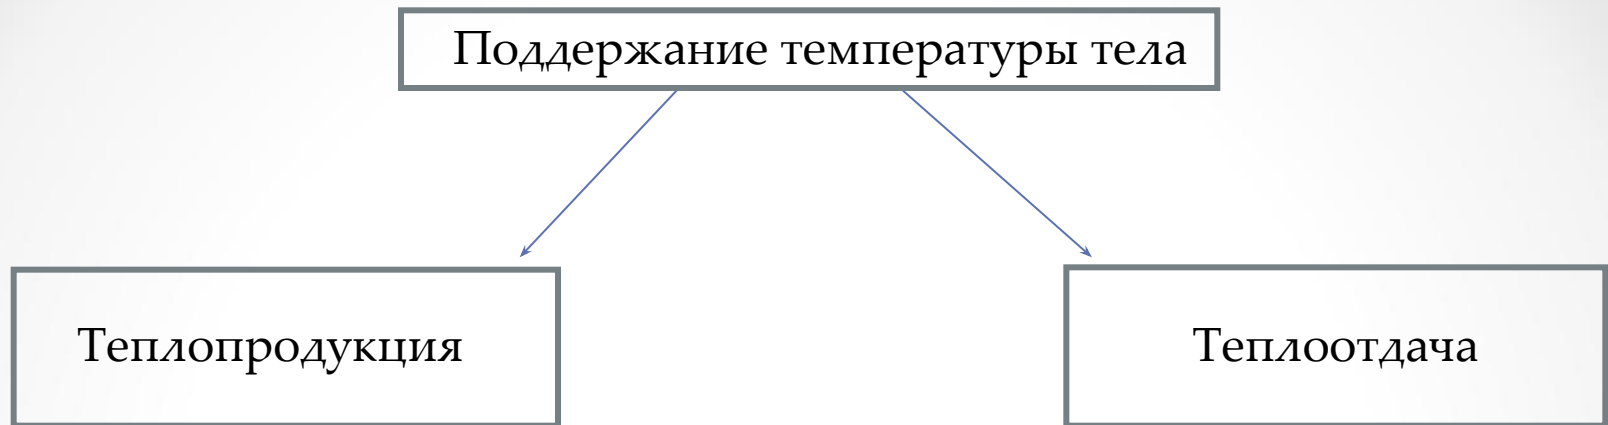 Поддержание температуры тела
Теплопродукция
Теплоотдача